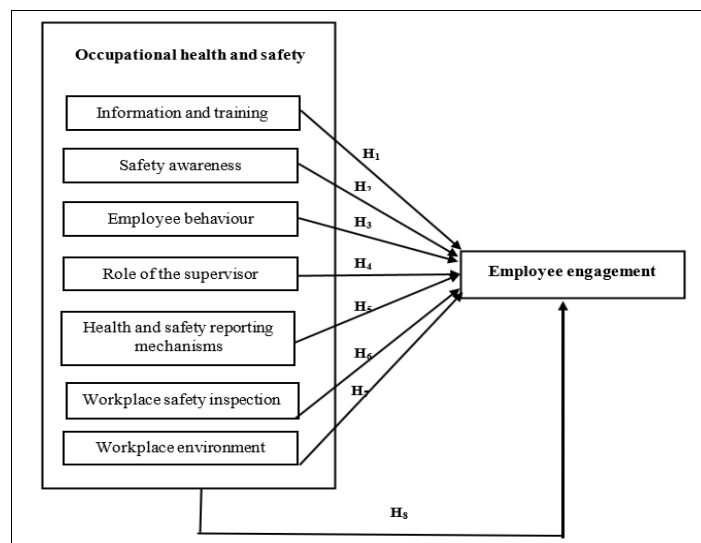 Occupational health and safety
Information and training
H₁
Safety awareness
H₂
Employee behaviour
H₃
Role of the supervisor
H₄
Employee engagement
Health and safety reporting
mechanisms
H₅
Workplace safety inspection
H₆
Workplace environment
H₇
H₈